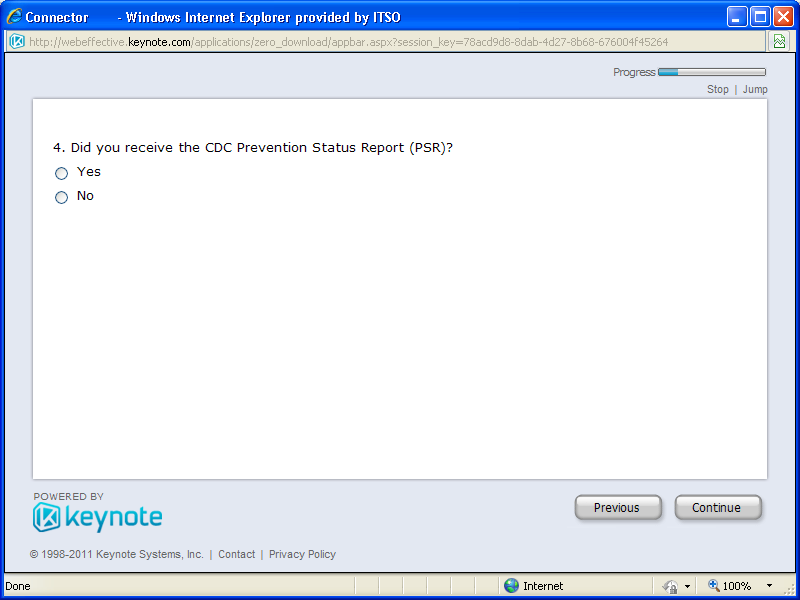 Connector - Windows Internet Explorer provided by ITSO
http://webeffective.keynote.com/applications/zero_download/appbar.aspx?session_key=78acd9d8-8dab-4d27-8b68-676004f45264
Progress
Stop | Jump
4. Did you receive the CDC Prevention Status Report (PSR)?
Yes
No
POWERED BY
keynote
Previous Continue
© 1998-2011 Keynote Systems, Inc. | Contact | Privacy Policy
Done Internet 100%